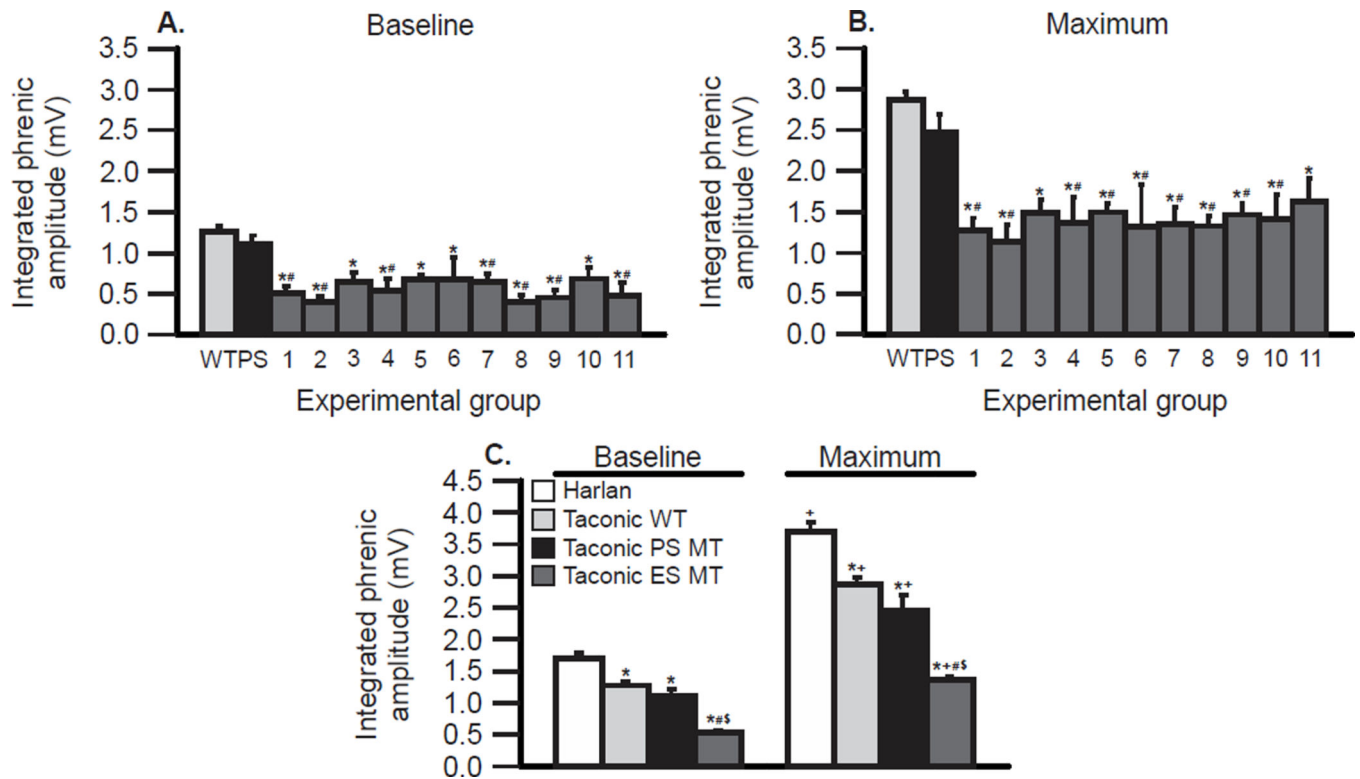 A. Baseline
3.5
3.0
2.5
2.0
1.5
1.0
0.5
0.0
Integrated phrenic
amplitude (mV)
*# *# * *# * * *# *# *# * *#
WTPS 1 2 3 4 5 6 7 8 9 10 11
Experimental group
B. Maximum
3.5
3.0
2.5
2.0
1.5
1.0
0.5
0.0
Integrated phrenic
amplitude (mV)
*# *# * *# *# *# *# *# *# *# *
WTPS 1 2 3 4 5 6 7 8 9 10 11
Experimental group
C. Baseline Maximum
4.5
4.0
3.5
3.0
2.5
2.0
1.5
1.0
0.5
0.0
Integrated phrenic
amplitude (mV)
Harlan
Taconic WT
Taconic PS MT
Taconic ES MT
* * *#$
+ *+ *+ *+#$